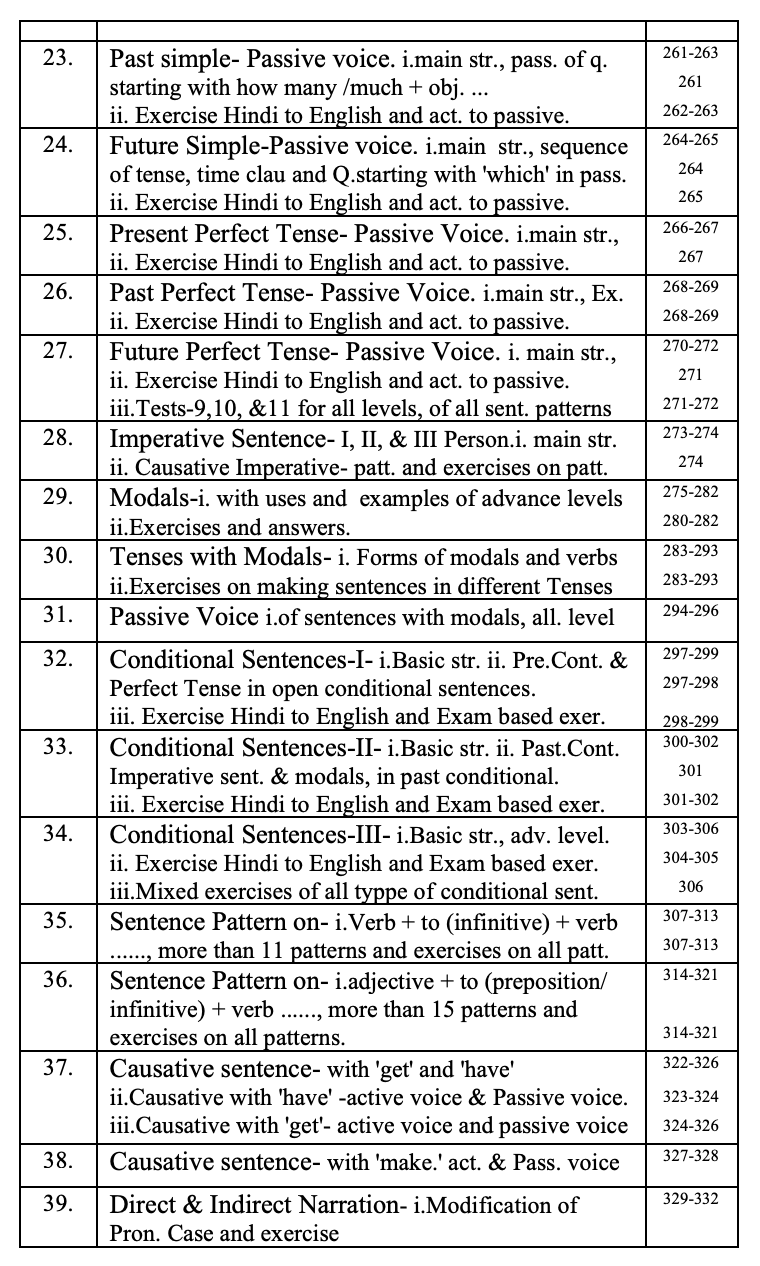 23. Past simple- Passive voice. i.main str., pass. of q. 261-263
starting with how many /much + obj. ... 261
ii. Exercise Hindi to English and act. to passive. 262-263
24. Future Simple-Passive voice. i.main str., sequence 264-265
of tense, time clau and Q.starting with 'which' in pass. 264
ii. Exercise Hindi to English and act. to passive. 265
25. Present Perfect Tense- Passive Voice. i.main str., 266-267
ii. Exercise Hindi to English and act. to passive. 267
26. Past Perfect Tense- Passive Voice. i.main str., Ex. 268-269
ii. Exercise Hindi to English and act. to passive. 268-269
27. Future Perfect Tense- Passive Voice. i. main str., 270-272
ii. Exercise Hindi to English and act. to passive. 271
iii.Tests-9,10, &11 for all levels, of all sent. patterns 271-272
28. Imperative Sentence- I, II, & III Person.i. main str. 273-274
ii. Causative Imperative- patt. and exercises on patt. 274
29. Modals-i. with uses and examples of advance levels 275-282
ii.Exercises and answers. 280-282
30. Tenses with Modals- i. Forms of modals and verbs 283-293
ii.Exercises on making sentences in different Tenses 283-293
31. Passive Voice i.of sentences with modals, all. level 294-296
32. Conditional Sentences-I- i.Basic str. ii. Pre.Cont. & 297-299
Perfect Tense in open conditional sentences. 297-298
iii. Exercise Hindi to English and Exam based exer. 298-299
33. Conditional Sentences-II- i.Basic str. ii. Past.Cont. 300-302
Imperative sent. & modals, in past conditional. 301
iii. Exercise Hindi to English and Exam based exer. 301-302
34. Conditional Sentences-III- i.Basic str., adv. level. 303-306
ii. Exercise Hindi to English and Exam based exer. 304-305
iii.Mixed exercises of all typpe of conditional sent. 306
35. Sentence Pattern on- i.Verb + to (infinitive) + verb 307-313
......, more than 11 patterns and exercises on all patt. 307-313
36. Sentence Pattern on- i.adjective + to (preposition/ 314-321
infinitive) + verb ......, more than 15 patterns and
exercises on all patterns. 314-321
37. Causative sentence- with 'get' and 'have' 322-326
ii.Causative with 'have' -active voice & Passive voice. 323-324
iii.Causative with 'get'- active voice and passive voice 324-326
38. Causative sentence- with 'make.' act. & Pass. voice 327-328
39. Direct & Indirect Narration- i.Modification of 329-332
Pron. Case and exercise